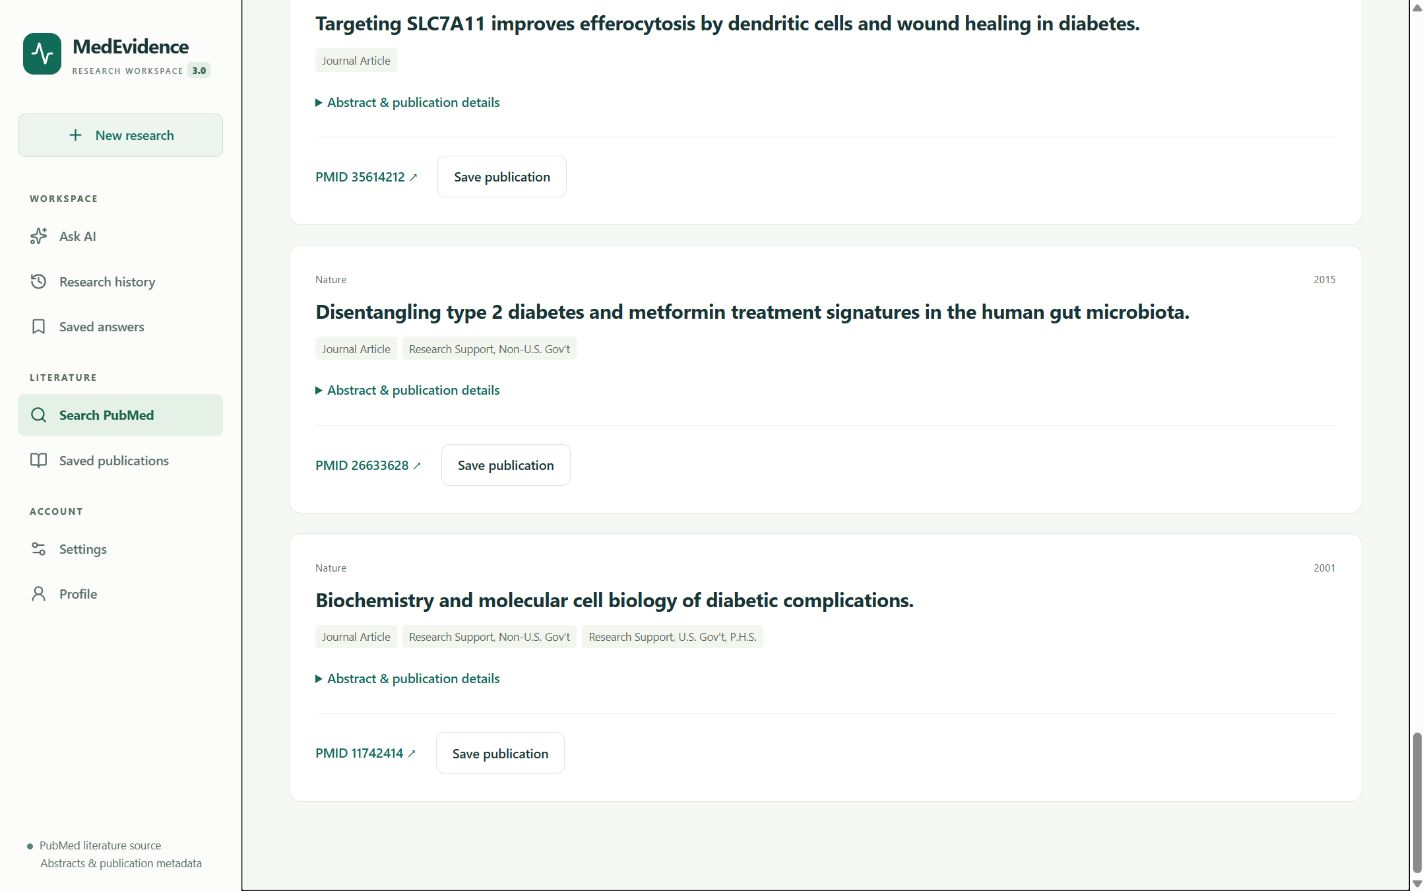 MedEvidence
RESEARCH WORKSPACE 3.0
New research
WORKSPACE
Ask AI
Research history
Saved answers
LITERATURE
Search PubMed
Saved publications
ACCOUNT
Settings
Profile
PubMed literature source
Abstracts & publication metadata
Targeting SLC7A11 improves efferocytosis by dendritic cells and wound healing in diabetes.
Journal Article
Abstract & publication details
PMID 35614212 ↗ Save publication
Nature 2015
Disentangling type 2 diabetes and metformin treatment signatures in the human gut microbiota.
Journal Article Research Support, Non-U.S. Gov't
Abstract & publication details
PMID 26633628 ↗ Save publication
Nature 2001
Biochemistry and molecular cell biology of diabetic complications.
Journal Article Research Support, Non-U.S. Gov't Research Support, U.S. Gov't, P.H.S.
Abstract & publication details
PMID 11742414 ↗ Save publication